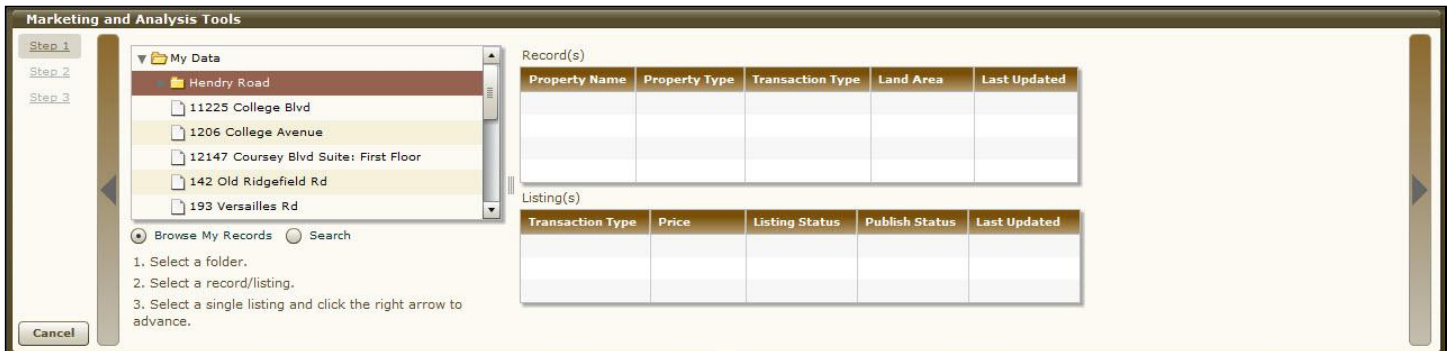 Marketing and Analysis Tools
Step 1
Step 2
Step 3
Cancel
My Data
Hendry Road
11225 College Blvd
1206 College Avenue
12147 Coursey Blvd Suite: First Floor
142 Old Ridgefield Rd
193 Versailles Rd
Browse My Records Search
1. Select a folder.
2. Select a record/listing.
3. Select a single listing and click the right arrow to
advance.
Record(s)
Property Name Property Type Transaction Type Land Area Last Updated
Listing(s)
Transaction Type Price Listing Status Publish Status Last Updated